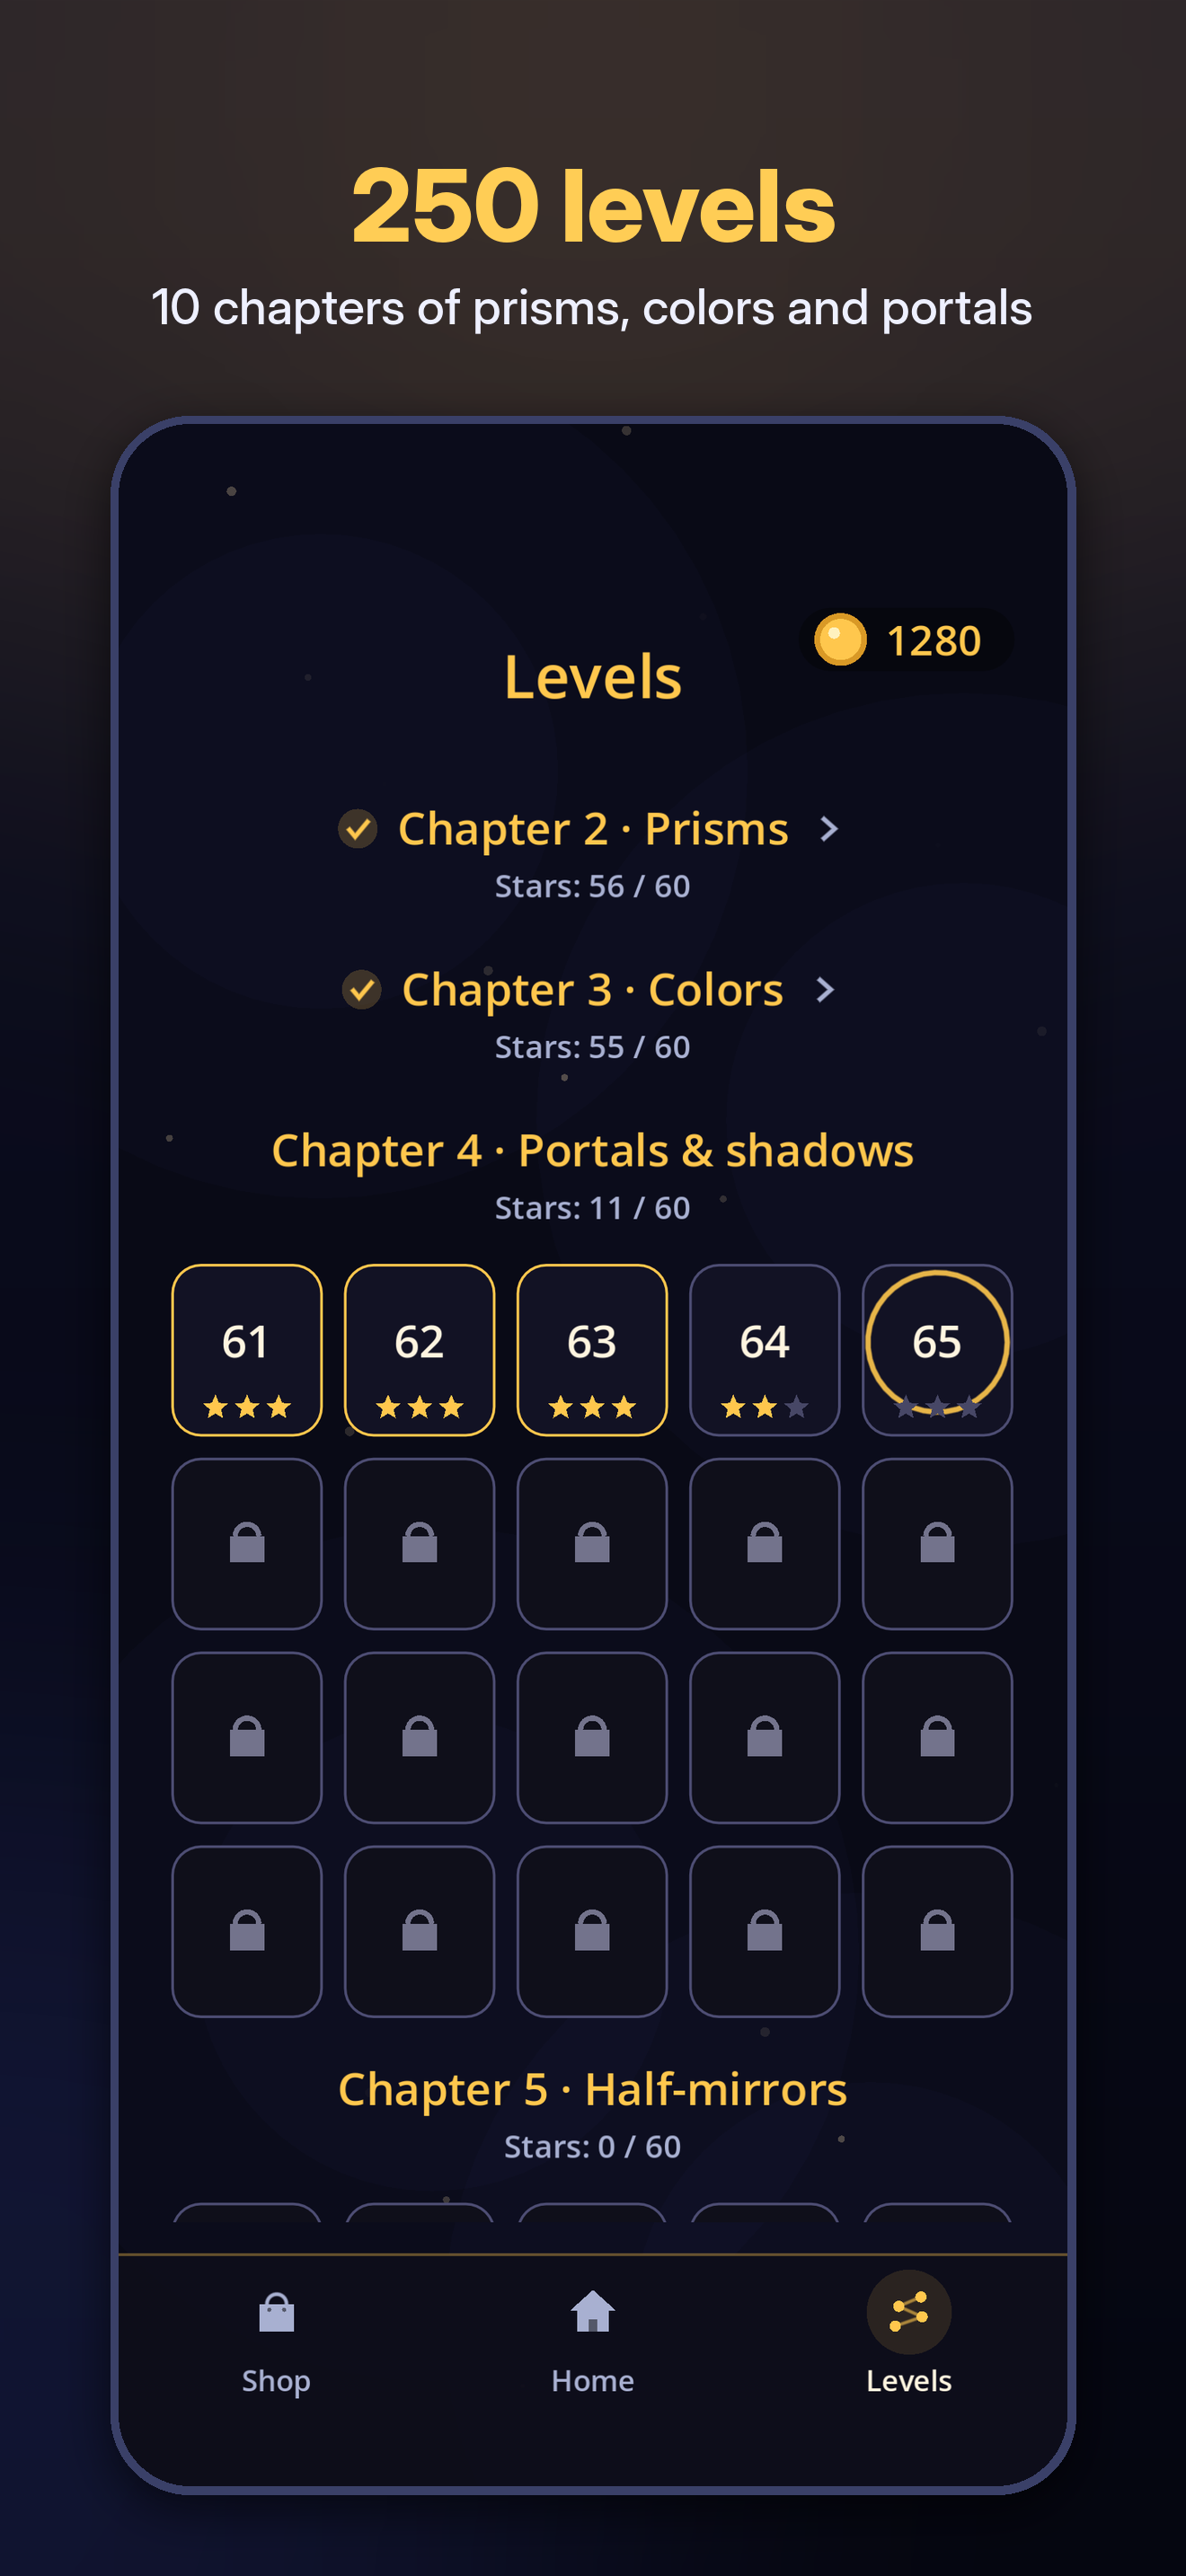 250 levels
10 chapters of prisms, colors and portals
1280
Levels
Chapter 2 · Prisms
Stars: 56 / 60
Chapter 3 · Colors
Stars: 55 / 60
Chapter 4 · Portals & shadows
Stars: 11 / 60
61 62 63 64 65
Chapter 5 · Half-mirrors
Stars: 0 / 60
Shop Home Levels